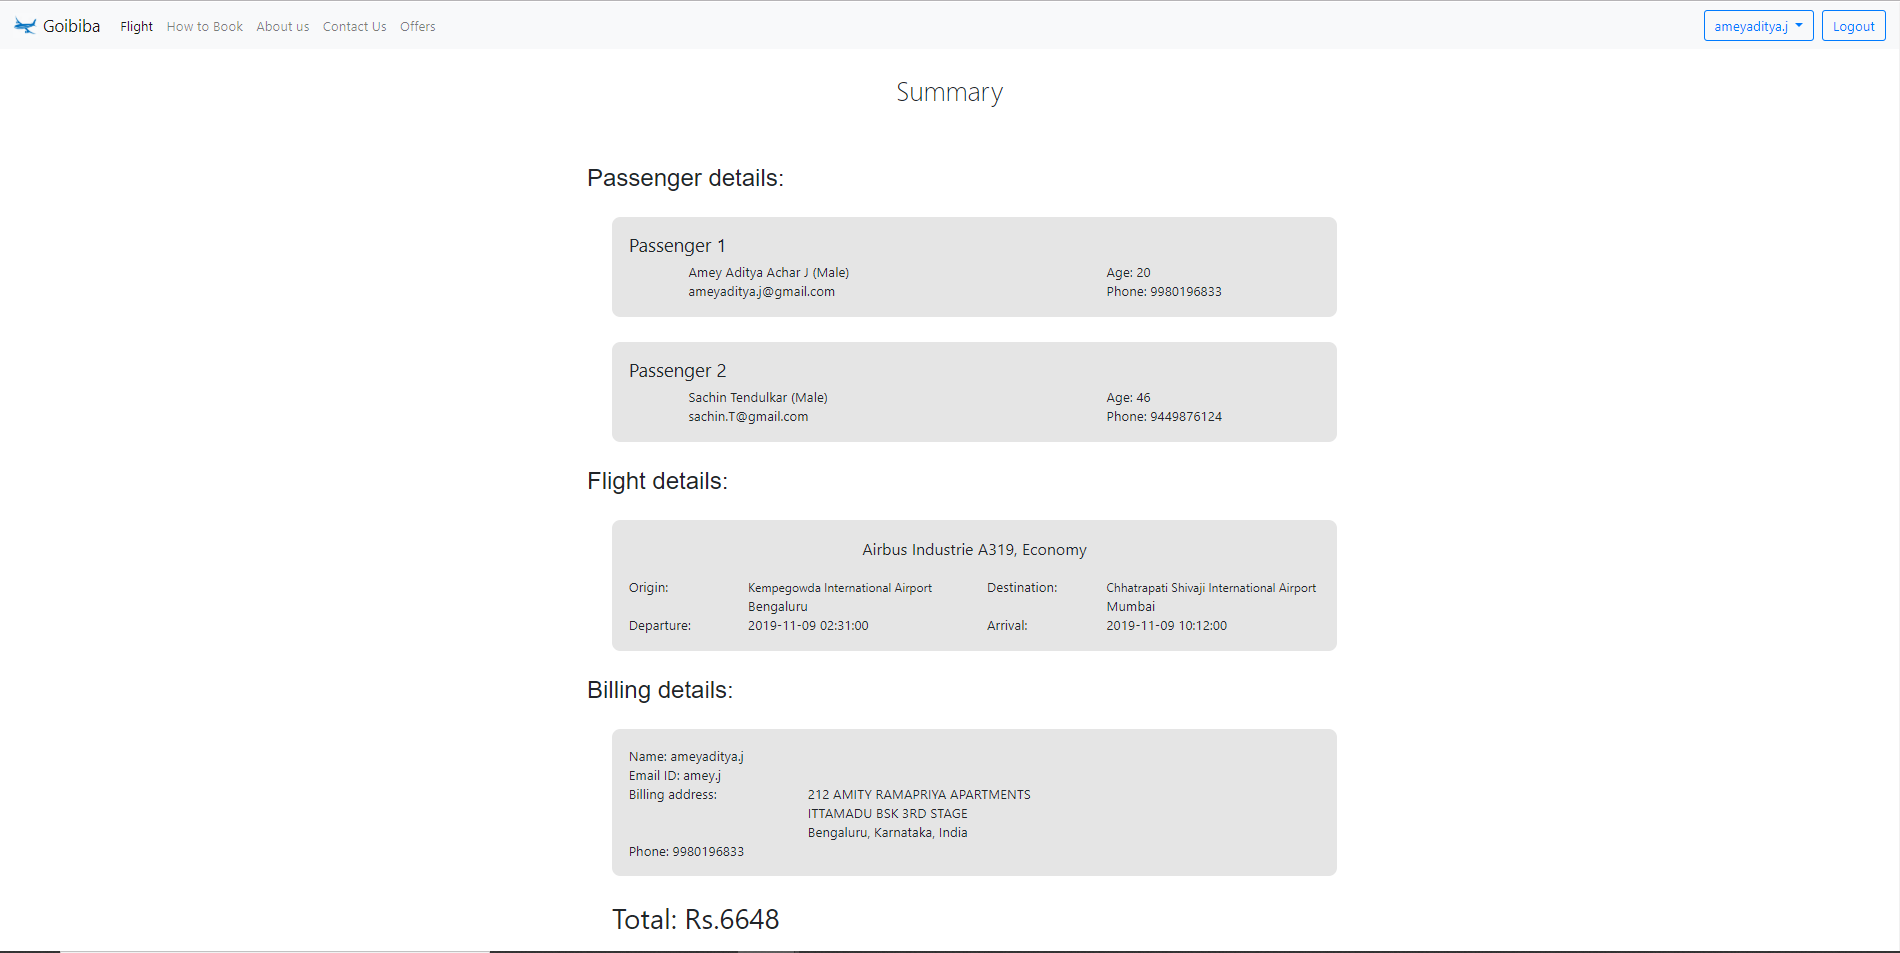 Goibiba Flight How to Book About us Contact Us Offers ameyaditya.j Logout
Summary
Passenger details:
Passenger 1
Amey Aditya Achar J (Male) Age: 20
ameyaditya.j@gmail.com Phone: 9980196833
Passenger 2
Sachin Tendulkar (Male) Age: 46
sachin.T@gmail.com Phone: 9449876124
Flight details:
Airbus Industrie A319, Economy
Origin: Kempegowda International Airport Destination: Chhatrapati Shivaji International Airport
Bengaluru Mumbai
Departure: 2019-11-09 02:31:00 Arrival: 2019-11-09 10:12:00
Billing details:
Name: ameyaditya.j
Email ID: amey.j
Billing address: 212 AMITY RAMAPRIYA APARTMENTS
ITTAMADU BSK 3RD STAGE
Bengaluru, Karnataka, India
Phone: 9980196833
Total: Rs.6648